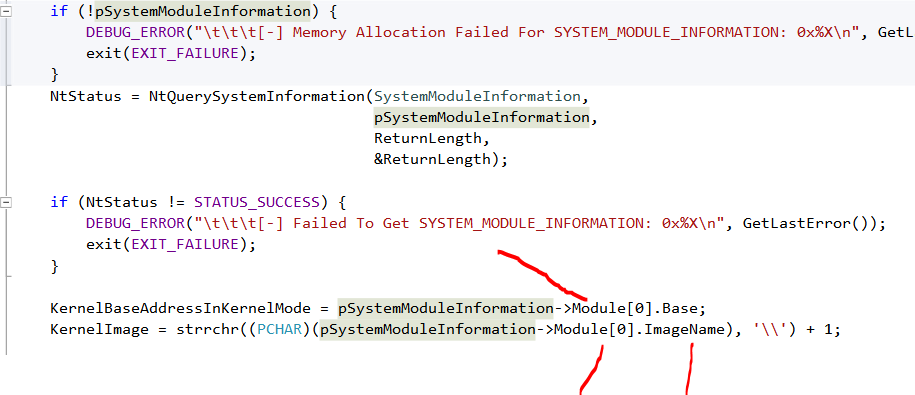 if (!pSystemModuleInformation) {
DEBUG_ERROR("\t\t\t[-] Memory Allocation Failed For SYSTEM_MODULE_INFORMATION: 0x%X\n", GetL
exit(EXIT_FAILURE);
}
NtStatus = NtQuerySystemInformation(SystemModuleInformation,
pSystemModuleInformation,
ReturnLength,
&ReturnLength);
if (NtStatus != STATUS_SUCCESS) {
DEBUG_ERROR("\t\t\t[-] Failed To Get SYSTEM_MODULE_INFORMATION: 0x%X\n", GetLastError());
exit(EXIT_FAILURE);
}
KernelBaseAddressInKernelMode = pSystemModuleInformation->Module[0].Base;
KernelImage = strrchr((PCHAR)(pSystemModuleInformation->Module[0].ImageName), '\\') + 1;